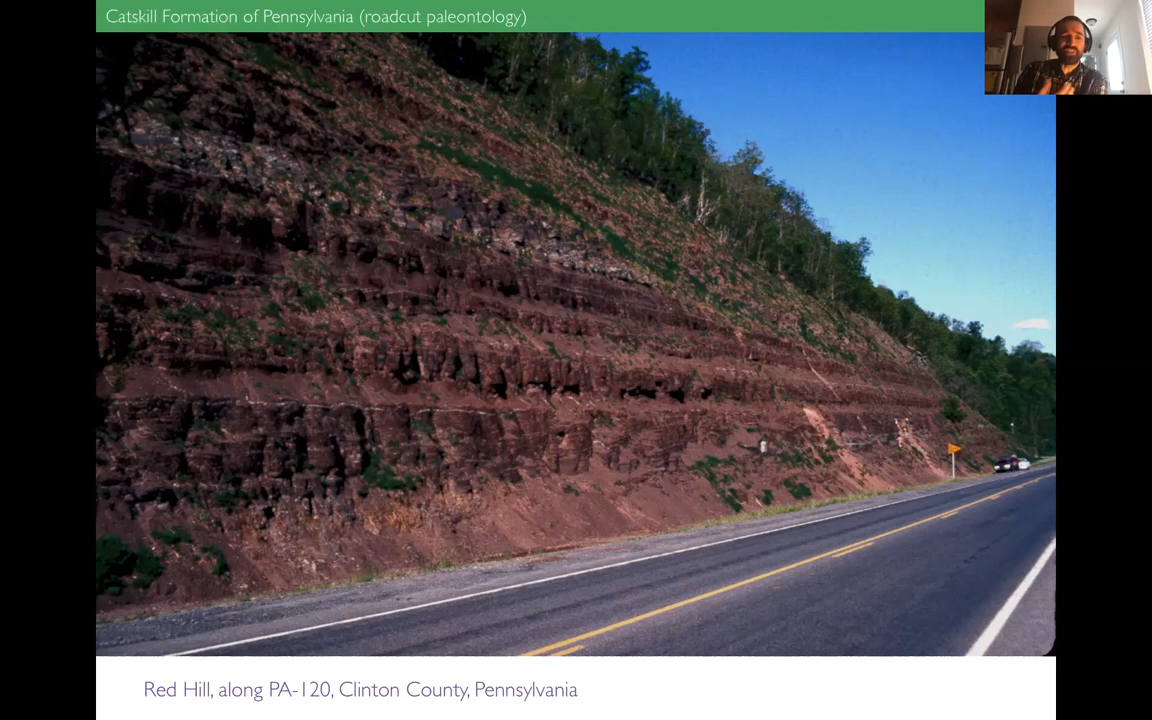 Catskill Formation of Pennsylvania (roadcut paleontology)
Red Hill, along PA-120, Clinton County, Pennsylvania